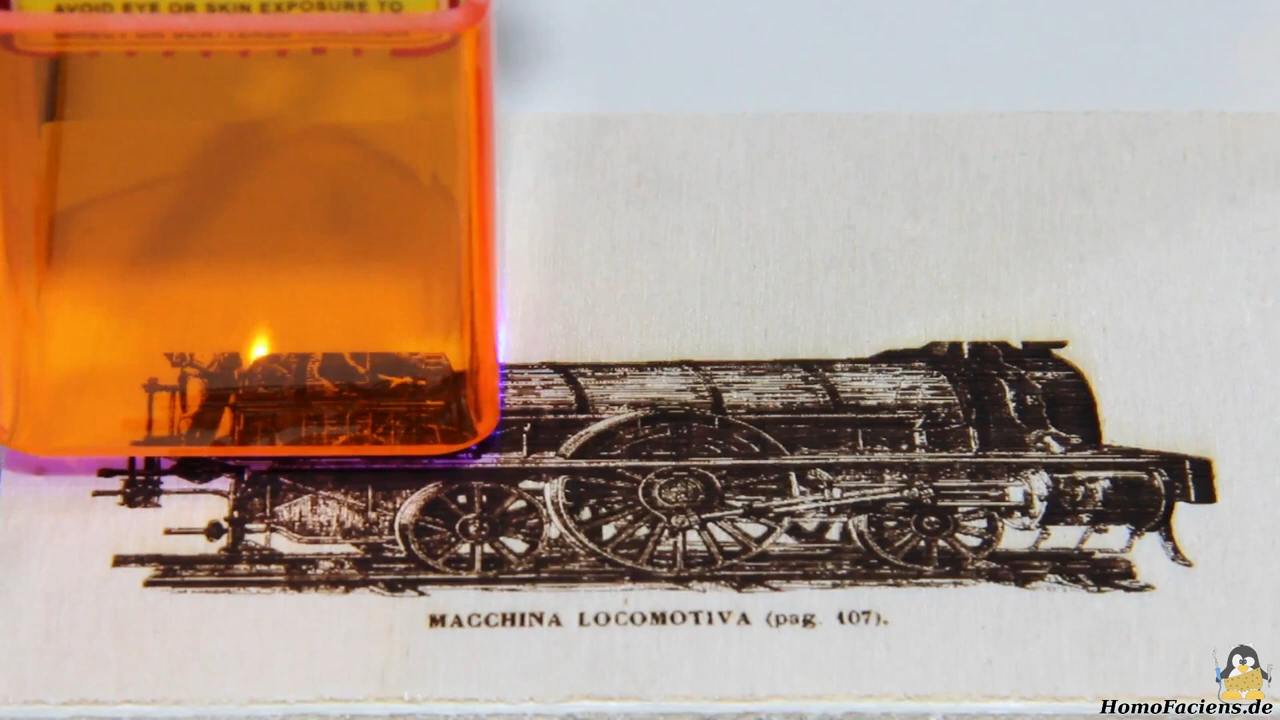 AVOID EYE OR SKIN EXPOSURE TO
MACCHINA LOCOMOTIVA (pag. 107).
HomoFaciens.de